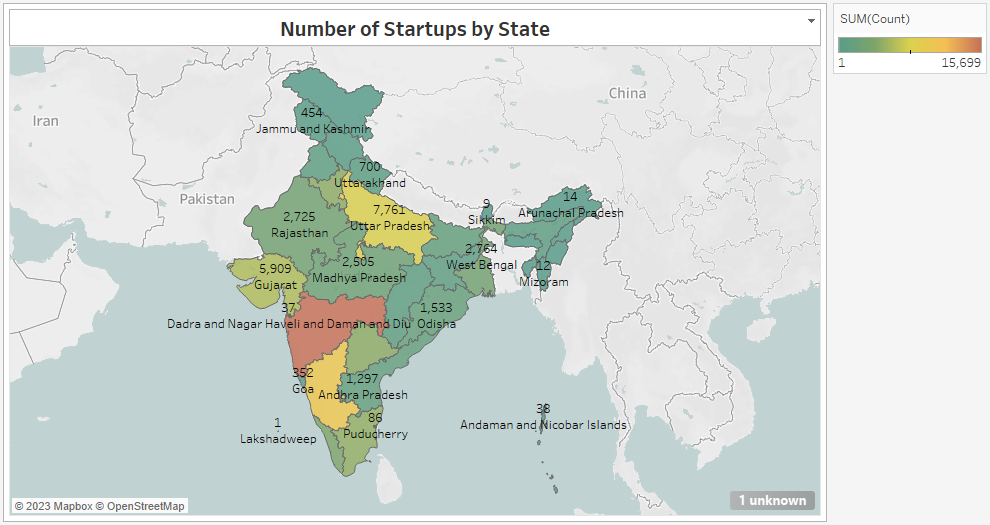 Number of Startups by State
SUM(Count)
1 15,699
China
Iran
454
Jammu and Kashmir
700
Uttarakhand
Pakistan
14
Arunachal Pradesh
9
Sikkim
7,761
Uttar Pradesh
2,725
Rajasthan
2,764
West Bengal
2,505
Madhya Pradesh
5,909
Gujarat
12
Mizoram
37
Dadra and Nagar Haveli and Daman and Diu
1,533
Odisha
352
Goa
1,297
Andhra Pradesh
86
Puducherry
38
Andaman and Nicobar Islands
1
Lakshadweep
© 2023 Mapbox © OpenStreetMap
1 unknown